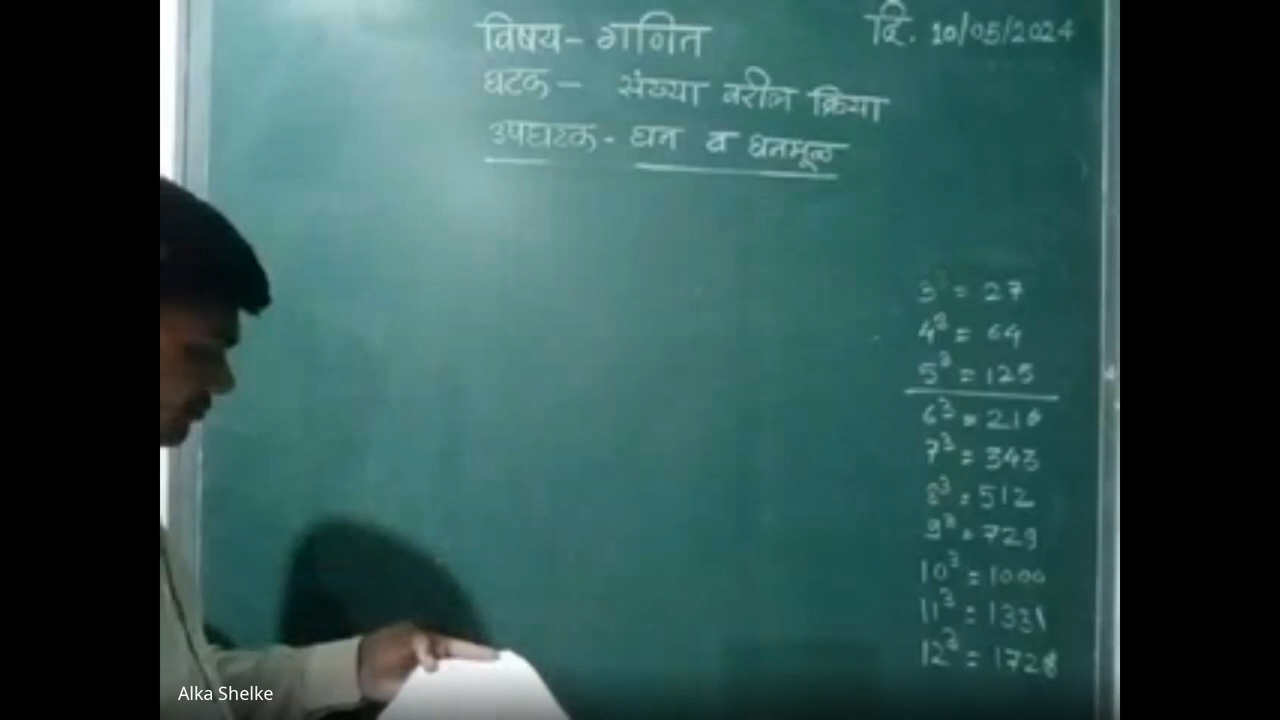 विषय - गणित
दि. 10/05/2024
घटक - संख्या वरील क्रिया
उपघटक - घन व घनमूळ
3³ = 27
4³ = 64
5³ = 125
6³ = 216
7³ = 343
8³ = 512
9³ = 729
10³ = 1000
11³ = 1331
12³ = 1728
Alka Shelke